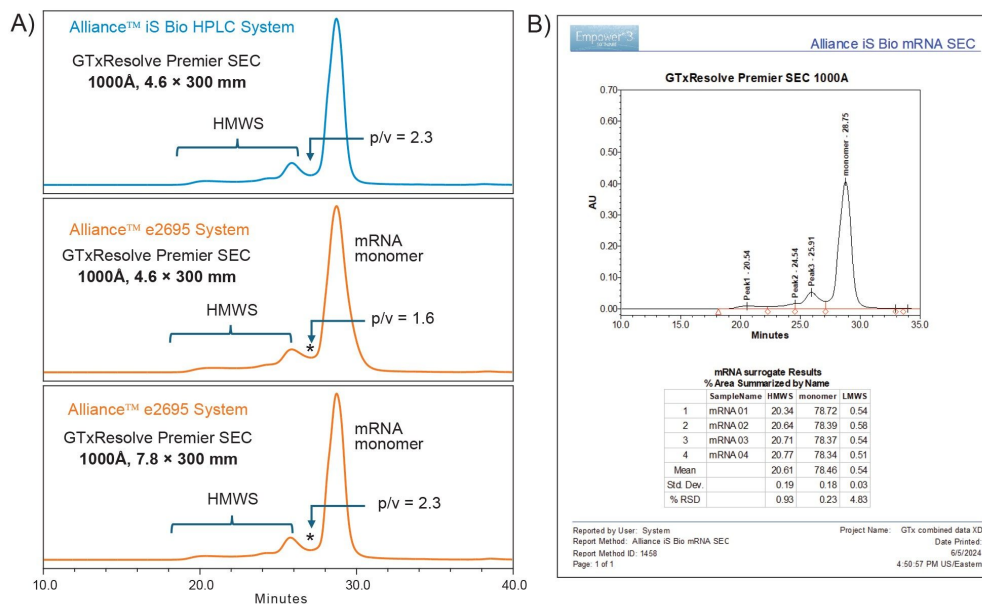 A)
Alliance™ iS Bio HPLC System
GTxResolve Premier SEC
1000Å, 4.6 × 300 mm
HMWS
p/v = 2.3
Alliance™ e2695 System
GTxResolve Premier SEC
1000Å, 4.6 × 300 mm
mRNA
monomer
HMWS
p/v = 1.6
*
Alliance™ e2695 System
GTxResolve Premier SEC
1000Å, 7.8 × 300 mm
mRNA
monomer
HMWS
p/v = 2.3
*
10.0 20.0 30.0 40.0
Minutes
B)
Empower 3
Alliance iS Bio mRNA SEC
GTxResolve Premier SEC 1000A
0.70
0.60
0.50
0.40
0.30
0.20
0.10
0.00
AU
Peak1 - 20.54
Peak2 - 24.54
Peak3 - 25.91
monomer - 28.75
10.0 15.0 20.0 25.0 30.0 35.0
Minutes
mRNA surrogate Results
% Area Summarized by Name
SampleName HMWS monomer LMWS
1 mRNA 01 20.34 78.72 0.54
2 mRNA 02 20.64 78.39 0.58
3 mRNA 03 20.71 78.37 0.54
4 mRNA 04 20.77 78.34 0.51
Mean 20.61 78.46 0.54
Std. Dev. 0.19 0.18 0.03
% RSD 0.93 0.23 4.83
Reported by User: System
Report Method: Alliance iS Bio mRNA SEC
Report Method ID: 1458
Page: 1 of 1
Project Name: GTx combined data XD
Date Printed:
6/5/2024
4:50:57 PM US/Eastern